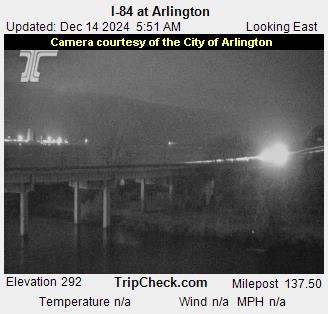 I-84 at Arlington
Updated: Dec 14 2024 5:51 AM Looking East
Camera courtesy of the City of Arlington
Elevation 292 TripCheck.com Milepost 137.50
Temperature n/a Wind n/a MPH n/a